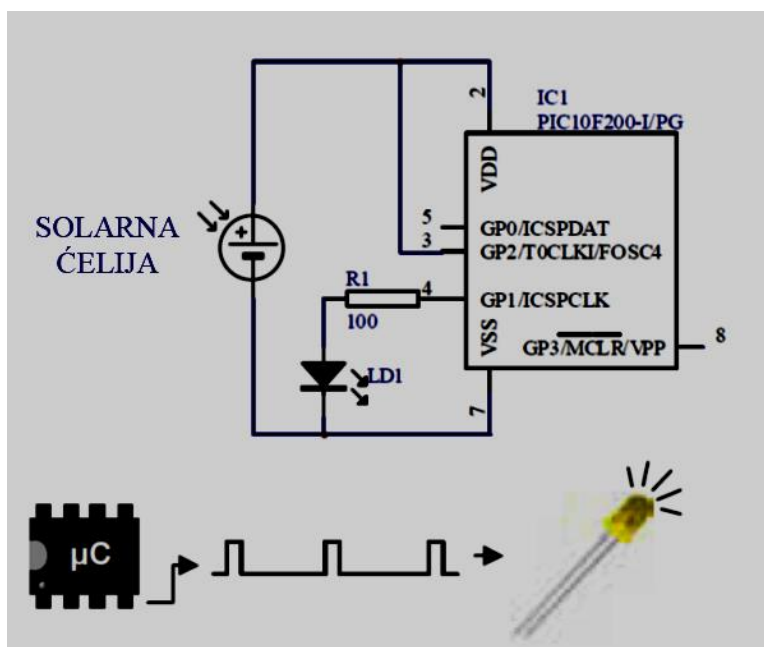 2
IC1
PIC10F200-I/PG
VDD
SOLARNA
ĆELIJA
+
5
GP0/ICSPDAT
3
GP2/T0CLKI/FOSC4
R1
100
4
GP1/ICSPCLK
VSS
GP3/MCLR/VPP
8
LD1
7
µC